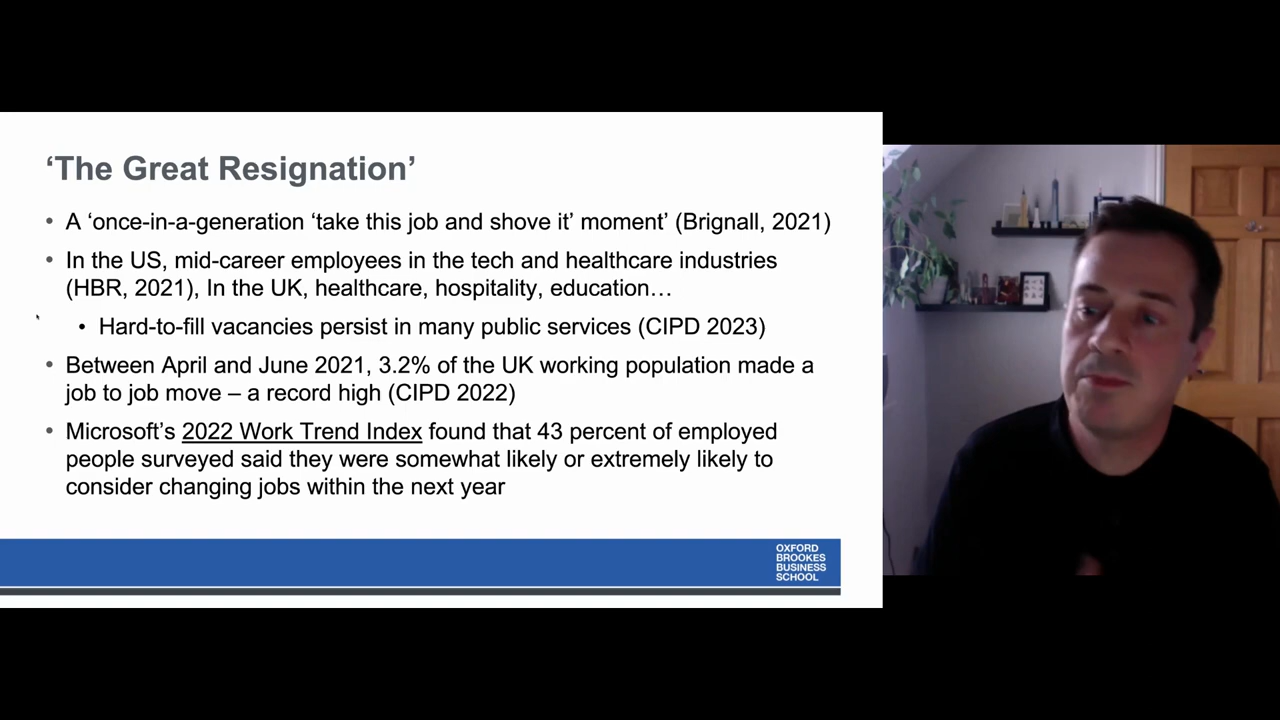 ‘The Great Resignation’
• A ‘once-in-a-generation ‘take this job and shove it’ moment’ (Brignall, 2021)
• In the US, mid-career employees in the tech and healthcare industries
(HBR, 2021), In the UK, healthcare, hospitality, education…
• Hard-to-fill vacancies persist in many public services (CIPD 2023)
• Between April and June 2021, 3.2% of the UK working population made a
job to job move – a record high (CIPD 2022)
• Microsoft’s 2022 Work Trend Index found that 43 percent of employed
people surveyed said they were somewhat likely or extremely likely to
consider changing jobs within the next year
OXFORD
BROOKES
BUSINESS
SCHOOL